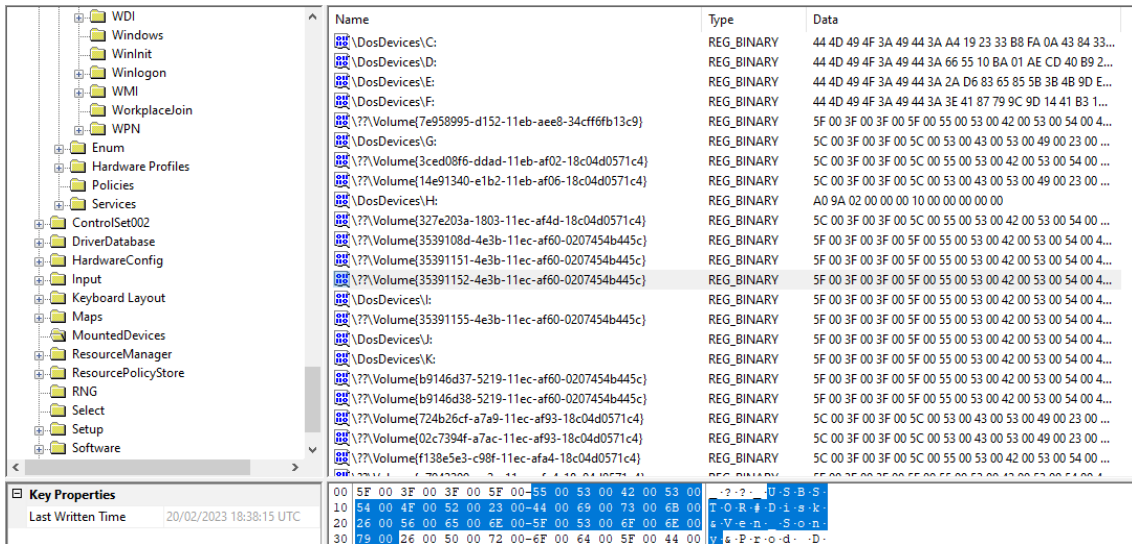 WDI
Windows
WinInit
Winlogon
WMI
WorkplaceJoin
WPN
Enum
Hardware Profiles
Policies
Services
ControlSet002
DriverDatabase
HardwareConfig
Input
Keyboard Layout
Maps
MountedDevices
ResourceManager
ResourcePolicyStore
RNG
Select
Setup
Software
Key Properties
Last Written Time 20/02/2023 18:38:15 UTC
Name Type Data
\DosDevices\C: REG_BINARY 44 4D 49 4F 3A 49 44 3A A4 19 23 33 B8 FA 0A 43 84 33...
\DosDevices\D: REG_BINARY 44 4D 49 4F 3A 49 44 3A 66 55 10 BA 01 AE CD 40 B9 2...
\DosDevices\E: REG_BINARY 44 4D 49 4F 3A 49 44 3A 2A D6 83 65 85 5B 3B 4B 9D E...
\DosDevices\F: REG_BINARY 44 4D 49 4F 3A 49 44 3A 3E 41 87 79 9C 9D 14 41 B3 1...
\??\Volume{7e958995-d152-11eb-aee8-34cff6fb13c9} REG_BINARY 5F 00 3F 00 3F 00 5F 00 55 00 53 00 42 00 53 00 54 00 4...
\DosDevices\G: REG_BINARY 5C 00 3F 00 3F 00 5C 00 53 00 43 00 53 00 49 00 23 00 ...
\??\Volume{3ced08f6-ddad-11eb-af02-18c04d0571c4} REG_BINARY 5C 00 3F 00 3F 00 5C 00 55 00 53 00 42 00 53 00 54 00 ...
\??\Volume{14e91340-e1b2-11eb-af06-18c04d0571c4} REG_BINARY 5C 00 3F 00 3F 00 5C 00 53 00 43 00 53 00 49 00 23 00 ...
\DosDevices\H: REG_BINARY A0 9A 02 00 00 00 10 00 00 00 00 00
\??\Volume{327e203a-1803-11ec-af4d-18c04d0571c4} REG_BINARY 5C 00 3F 00 3F 00 5C 00 55 00 53 00 42 00 53 00 54 00 ...
\??\Volume{3539108d-4e3b-11ec-af60-0207454b445c} REG_BINARY 5F 00 3F 00 3F 00 5F 00 55 00 53 00 42 00 53 00 54 00 4...
\??\Volume{35391151-4e3b-11ec-af60-0207454b445c} REG_BINARY 5F 00 3F 00 3F 00 5F 00 55 00 53 00 42 00 53 00 54 00 4...
\??\Volume{35391152-4e3b-11ec-af60-0207454b445c} REG_BINARY 5F 00 3F 00 3F 00 5F 00 55 00 53 00 42 00 53 00 54 00 4...
\DosDevices\I: REG_BINARY 5F 00 3F 00 3F 00 5F 00 55 00 53 00 42 00 53 00 54 00 4...
\??\Volume{35391155-4e3b-11ec-af60-0207454b445c} REG_BINARY 5F 00 3F 00 3F 00 5F 00 55 00 53 00 42 00 53 00 54 00 4...
\DosDevices\J: REG_BINARY 5F 00 3F 00 3F 00 5F 00 55 00 53 00 42 00 53 00 54 00 4...
\DosDevices\K: REG_BINARY 5F 00 3F 00 3F 00 5F 00 55 00 53 00 42 00 53 00 54 00 4...
\??\Volume{b9146d37-5219-11ec-af60-0207454b445c} REG_BINARY 5F 00 3F 00 3F 00 5F 00 55 00 53 00 42 00 53 00 54 00 4...
\??\Volume{b9146d38-5219-11ec-af60-0207454b445c} REG_BINARY 5F 00 3F 00 3F 00 5F 00 55 00 53 00 42 00 53 00 54 00 4...
\??\Volume{724b26cf-a7a9-11ec-af93-18c04d0571c4} REG_BINARY 5C 00 3F 00 3F 00 5C 00 53 00 43 00 53 00 49 00 23 00 ...
\??\Volume{02c7394f-a7ac-11ec-af93-18c04d0571c4} REG_BINARY 5C 00 3F 00 3F 00 5C 00 53 00 43 00 53 00 49 00 23 00 ...
\??\Volume{f138e5e3-c98f-11ec-afa4-18c04d0571c4} REG_BINARY 5C 00 3F 00 3F 00 5C 00 55 00 53 00 42 00 53 00 54 00 ...
00 5F 00 3F 00 3F 00 5F 00-55 00 53 00 42 00 53 00 _·?·?·_·U·S·B·S·
10 54 00 4F 00 52 00 23 00-44 00 69 00 73 00 6B 00 T·O·R·#·D·i·s·k·
20 26 00 56 00 65 00 6E 00-5F 00 53 00 6F 00 6E 00 &·V·e·n·_·S·o·n·
30 79 00 26 00 50 00 72 00-6F 00 64 00 5F 00 44 00 y·&·P·r·o·d·_·D·